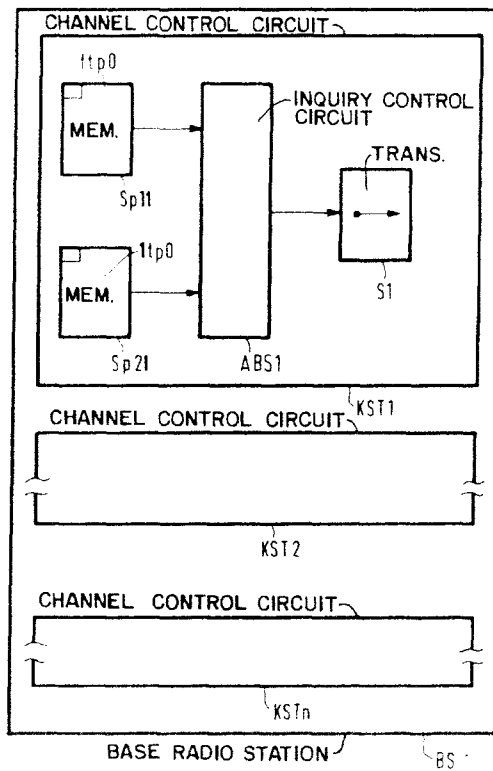 CHANNEL CONTROL CIRCUIT
1tp0
MEM.
Sp11
INQUIRY CONTROL
CIRCUIT
TRANS.
1tp0
MEM.
Sp21
ABS1
S1
KST1
CHANNEL CONTROL CIRCUIT
KST2
CHANNEL CONTROL CIRCUIT
KSTn
BASE RADIO STATION
BS